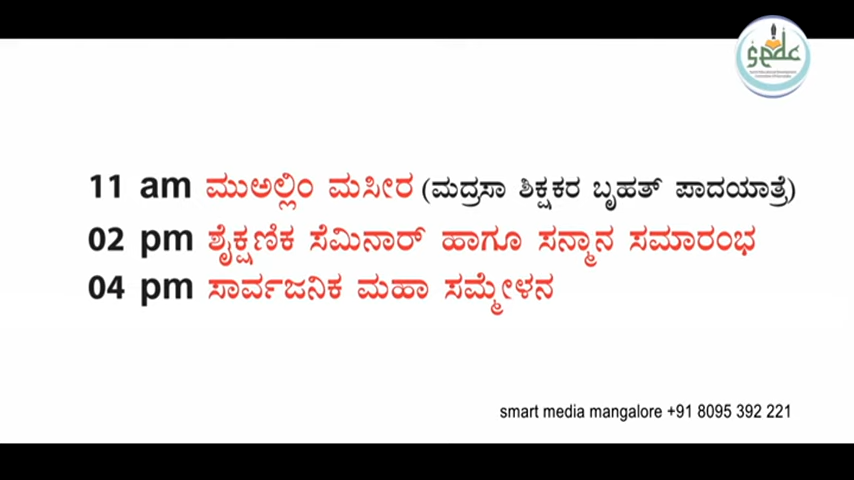 sedc
11 am ಮುಅಲ್ಲಿಂ ಮಸೀರ (ಮದ್ರಸಾ ಶಿಕ್ಷಕರ ಬೃಹತ್ ಪಾದಯಾತ್ರೆ)
02 pm ಶೈಕ್ಷಣಿಕ ಸೆಮಿನಾರ್ ಹಾಗೂ ಸನ್ಮಾನ ಸಮಾರಂಭ
04 pm ಸಾರ್ವಜನಿಕ ಮಹಾ ಸಮ್ಮೇಳನ
smart media mangalore +91 8095 392 221